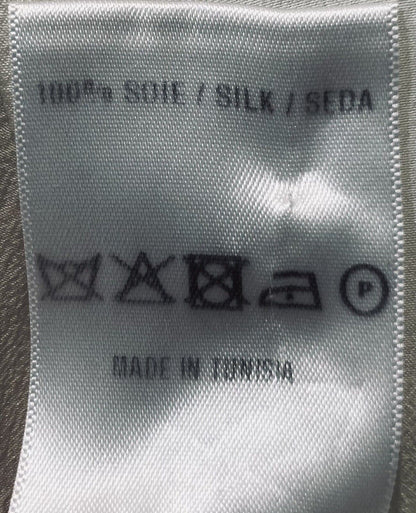 100% SOIE / SILK / SEDA
P
MADE IN TUNISIA